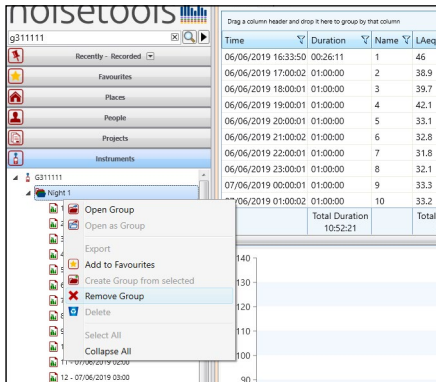 noisetools
Drag a column header and drop it here to group by that column
g311111
Time Duration Name LAeq
Recently - Recorded
06/06/2019 16:33:50 00:26:11 1 46
Favourites
06/06/2019 17:00:02 01:00:00 2 38.9
06/06/2019 18:00:01 01:00:00 3 39.7
Places
06/06/2019 19:00:01 01:00:00 4 42.1
People
06/06/2019 20:00:01 01:00:00 5 33.1
Projects
06/06/2019 21:00:02 01:00:00 6 32.8
06/06/2019 22:00:01 01:00:00 7 31.8
Instruments
06/06/2019 23:00:01 01:00:00 8 32.1
G311111
07/06/2019 00:00:01 01:00:00 9 33.3
Night 1
07/06/2019 01:00:02 01:00:00 10 33.2
Open Group
Total Duration Total
Open as Group
10:52:21
Export
Add to Favourites
140
Create Group from selected
130
Remove Group
120
Delete
110
Select All
Collapse All
100
11 - 07/06/2019 02:00
12 - 07/06/2019 03:00
90